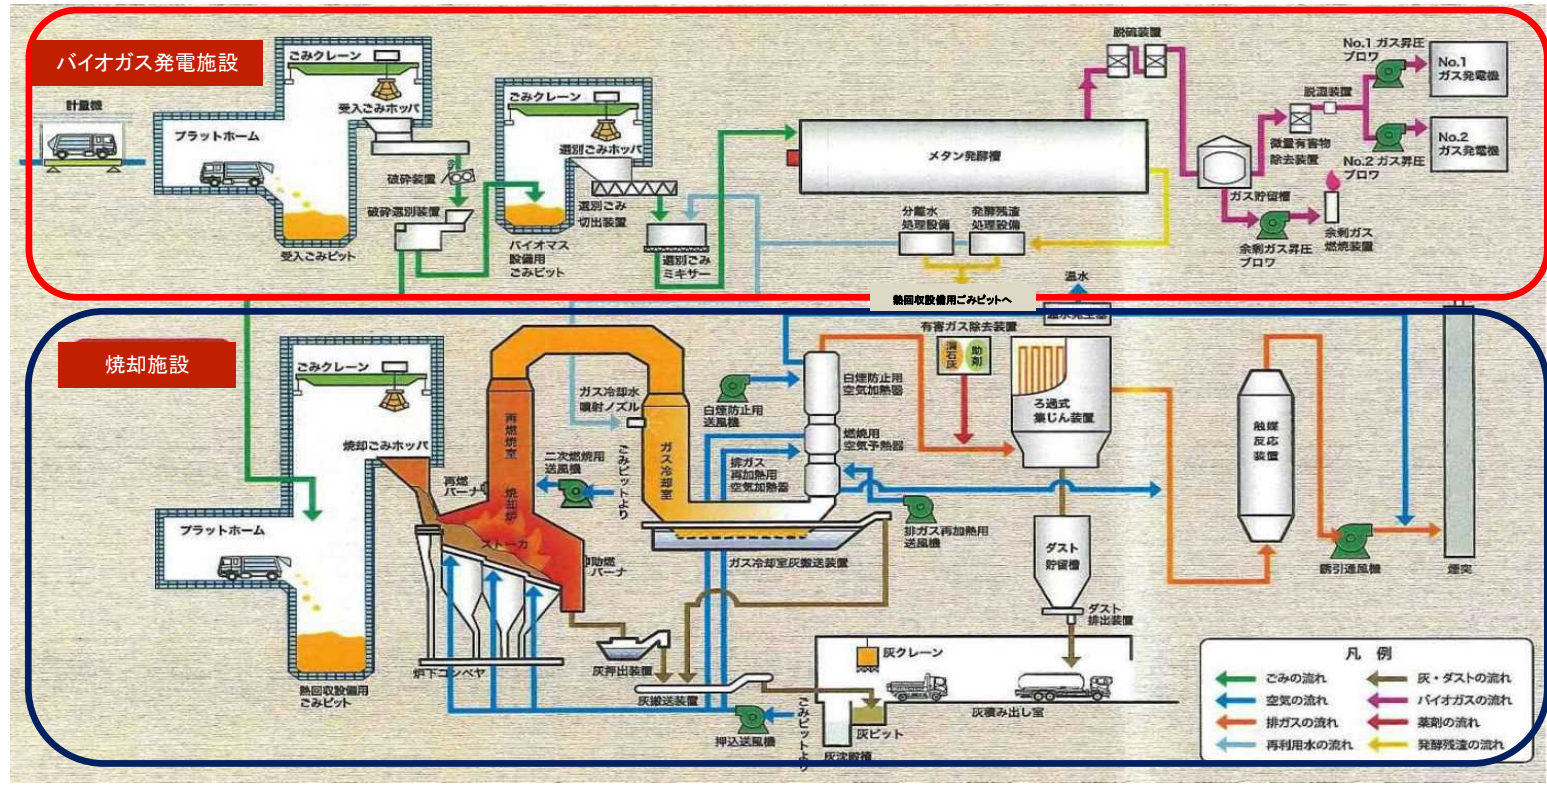 バイオガス発電施設
計量機
プラットホーム
ごみクレーン
受入ごみホッパ
破砕装置
破砕選別装置
受入ごみピット
ごみクレーン
選別ごみホッパ
選別ごみ
切出装置
バイオマス
設備用
ごみピット
選別ごみ
ミキサー
メタン発酵槽
分離水
処理設備
発酵残渣
処理設備
熱回収設備用ごみピットへ
脱硫装置
ガス貯留槽
微量有害物
除去装置
脱湿装置
No.1 ガス昇圧
ブロワ
No.1
ガス発電機
No.2 ガス昇圧
ブロワ
No.2
ガス発電機
余剰ガス昇圧
ブロワ
余剰ガス
燃焼装置
焼却施設
ごみクレーン
焼却ごみホッパ
プラットホーム
熱回収設備用
ごみピット
再燃
バーナ
再燃焼室
焼却炉
ストーカ
助燃
バーナ
炉下コンベヤ
二次燃焼用
送風機
ごみピットより
ガス冷却水
噴射ノズル
ガス冷却室
ガス冷却室灰搬送装置
白煙防止用
送風機
排ガス
再加熱用
空気加熱器
白煙防止用
空気加熱器
燃焼用
空気予熱器
排ガス再加熱用
送風機
温水
温水発生器
有害ガス除去装置
消石灰
助剤
ろ過式
集じん装置
ダスト
貯留槽
ダスト
排出装置
触媒
反応
装置
誘引通風機
煙突
灰押出装置
灰搬送装置
押込送風機
ごみピットより
灰クレーン
灰ピット
灰沈殿槽
灰積み出し室
凡 例
ごみの流れ
空気の流れ
排ガスの流れ
再利用水の流れ
灰・ダストの流れ
バイオガスの流れ
薬剤の流れ
発酵残渣の流れ